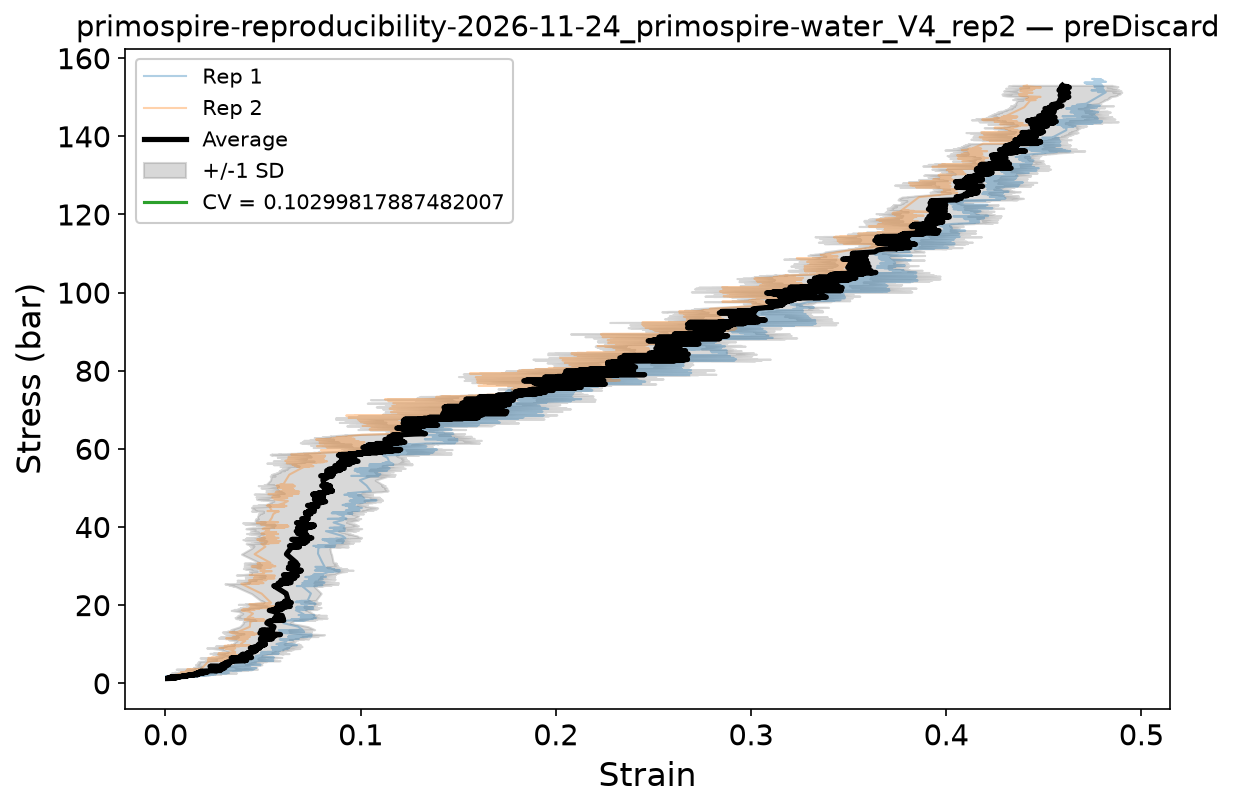 primospire-reproducibility-2026-11-24_primospire-water_V4_rep2 — preDiscard
Rep 1
Rep 2
Average
+/-1 SD
CV = 0.10299817887482007
160
140
120
100
80
60
40
20
0
Stress (bar)
0.0 0.1 0.2 0.3 0.4 0.5
Strain